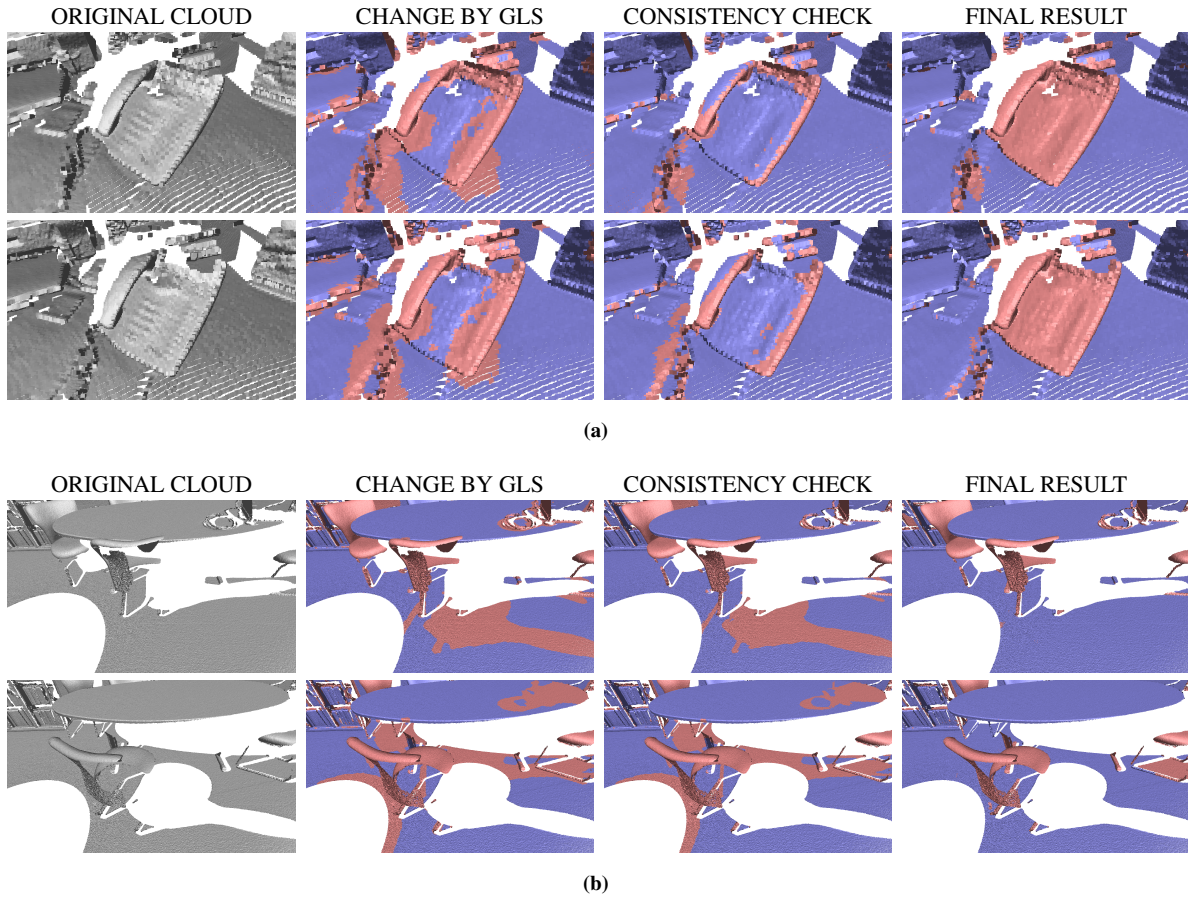 ORIGINAL CLOUD CHANGE BY GLS CONSISTENCY CHECK FINAL RESULT
(a)
ORIGINAL CLOUD CHANGE BY GLS CONSISTENCY CHECK FINAL RESULT
(b)